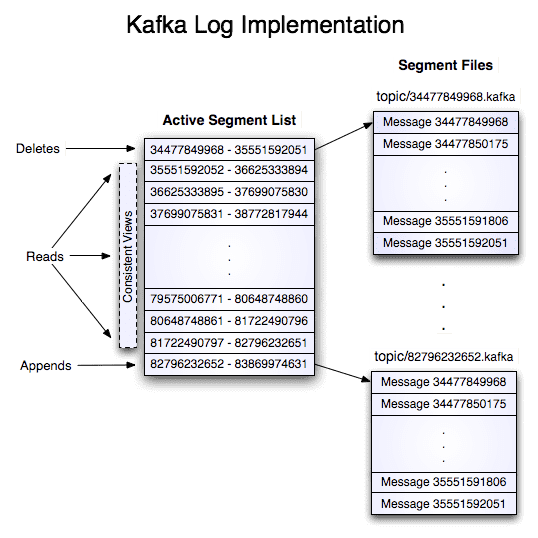 Kafka Log Implementation
Segment Files
topic/34477849968.kafka
Active Segment List
Message 34477849968
Deletes
34477849968 - 35551592051
Message 34477850175
35551592052 - 36625333894
.
.
.
36625333895 - 37699075830
37699075831 - 38772817944
Message 35551591806
Message 35551592051
Reads
Consistent Views
.
.
.
.
.
.
79575006771 - 80648748860
80648748861 - 81722490796
81722490797 - 82796232651
topic/82796232652.kafka
Appends
82796232652 - 83869974631
Message 34477849968
Message 34477850175
.
.
.
Message 35551591806
Message 35551592051